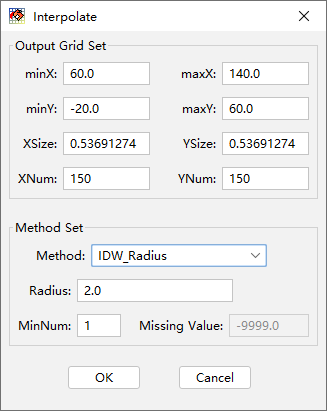 Interpolate
Output Grid Set
minX: 60.0 maxX: 140.0
minY: -20.0 maxY: 60.0
XSize: 0.53691274 YSize: 0.53691274
XNum: 150 YNum: 150
Method Set
Method: IDW_Radius
Radius: 2.0
MinNum: 1 Missing Value: -9999.0
OK Cancel